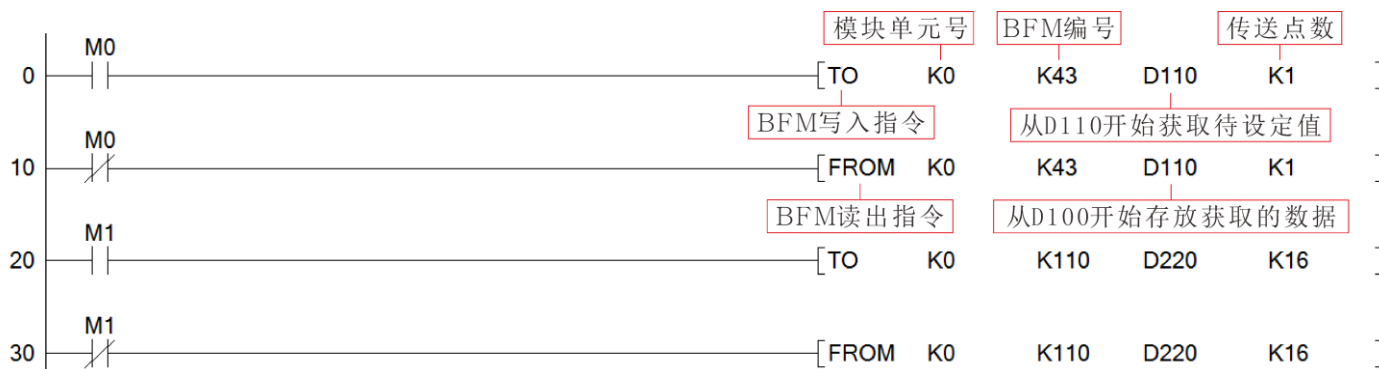 模块单元号 BFM编号 传送点数
M0
0 TO K0 K43 D110 K1
BFM写入指令 从D110开始获取待设定值
M0
10 FROM K0 K43 D110 K1
BFM读出指令 从D100开始存放获取的数据
M1
20 TO K0 K110 D220 K16
M1
30 FROM K0 K110 D220 K16